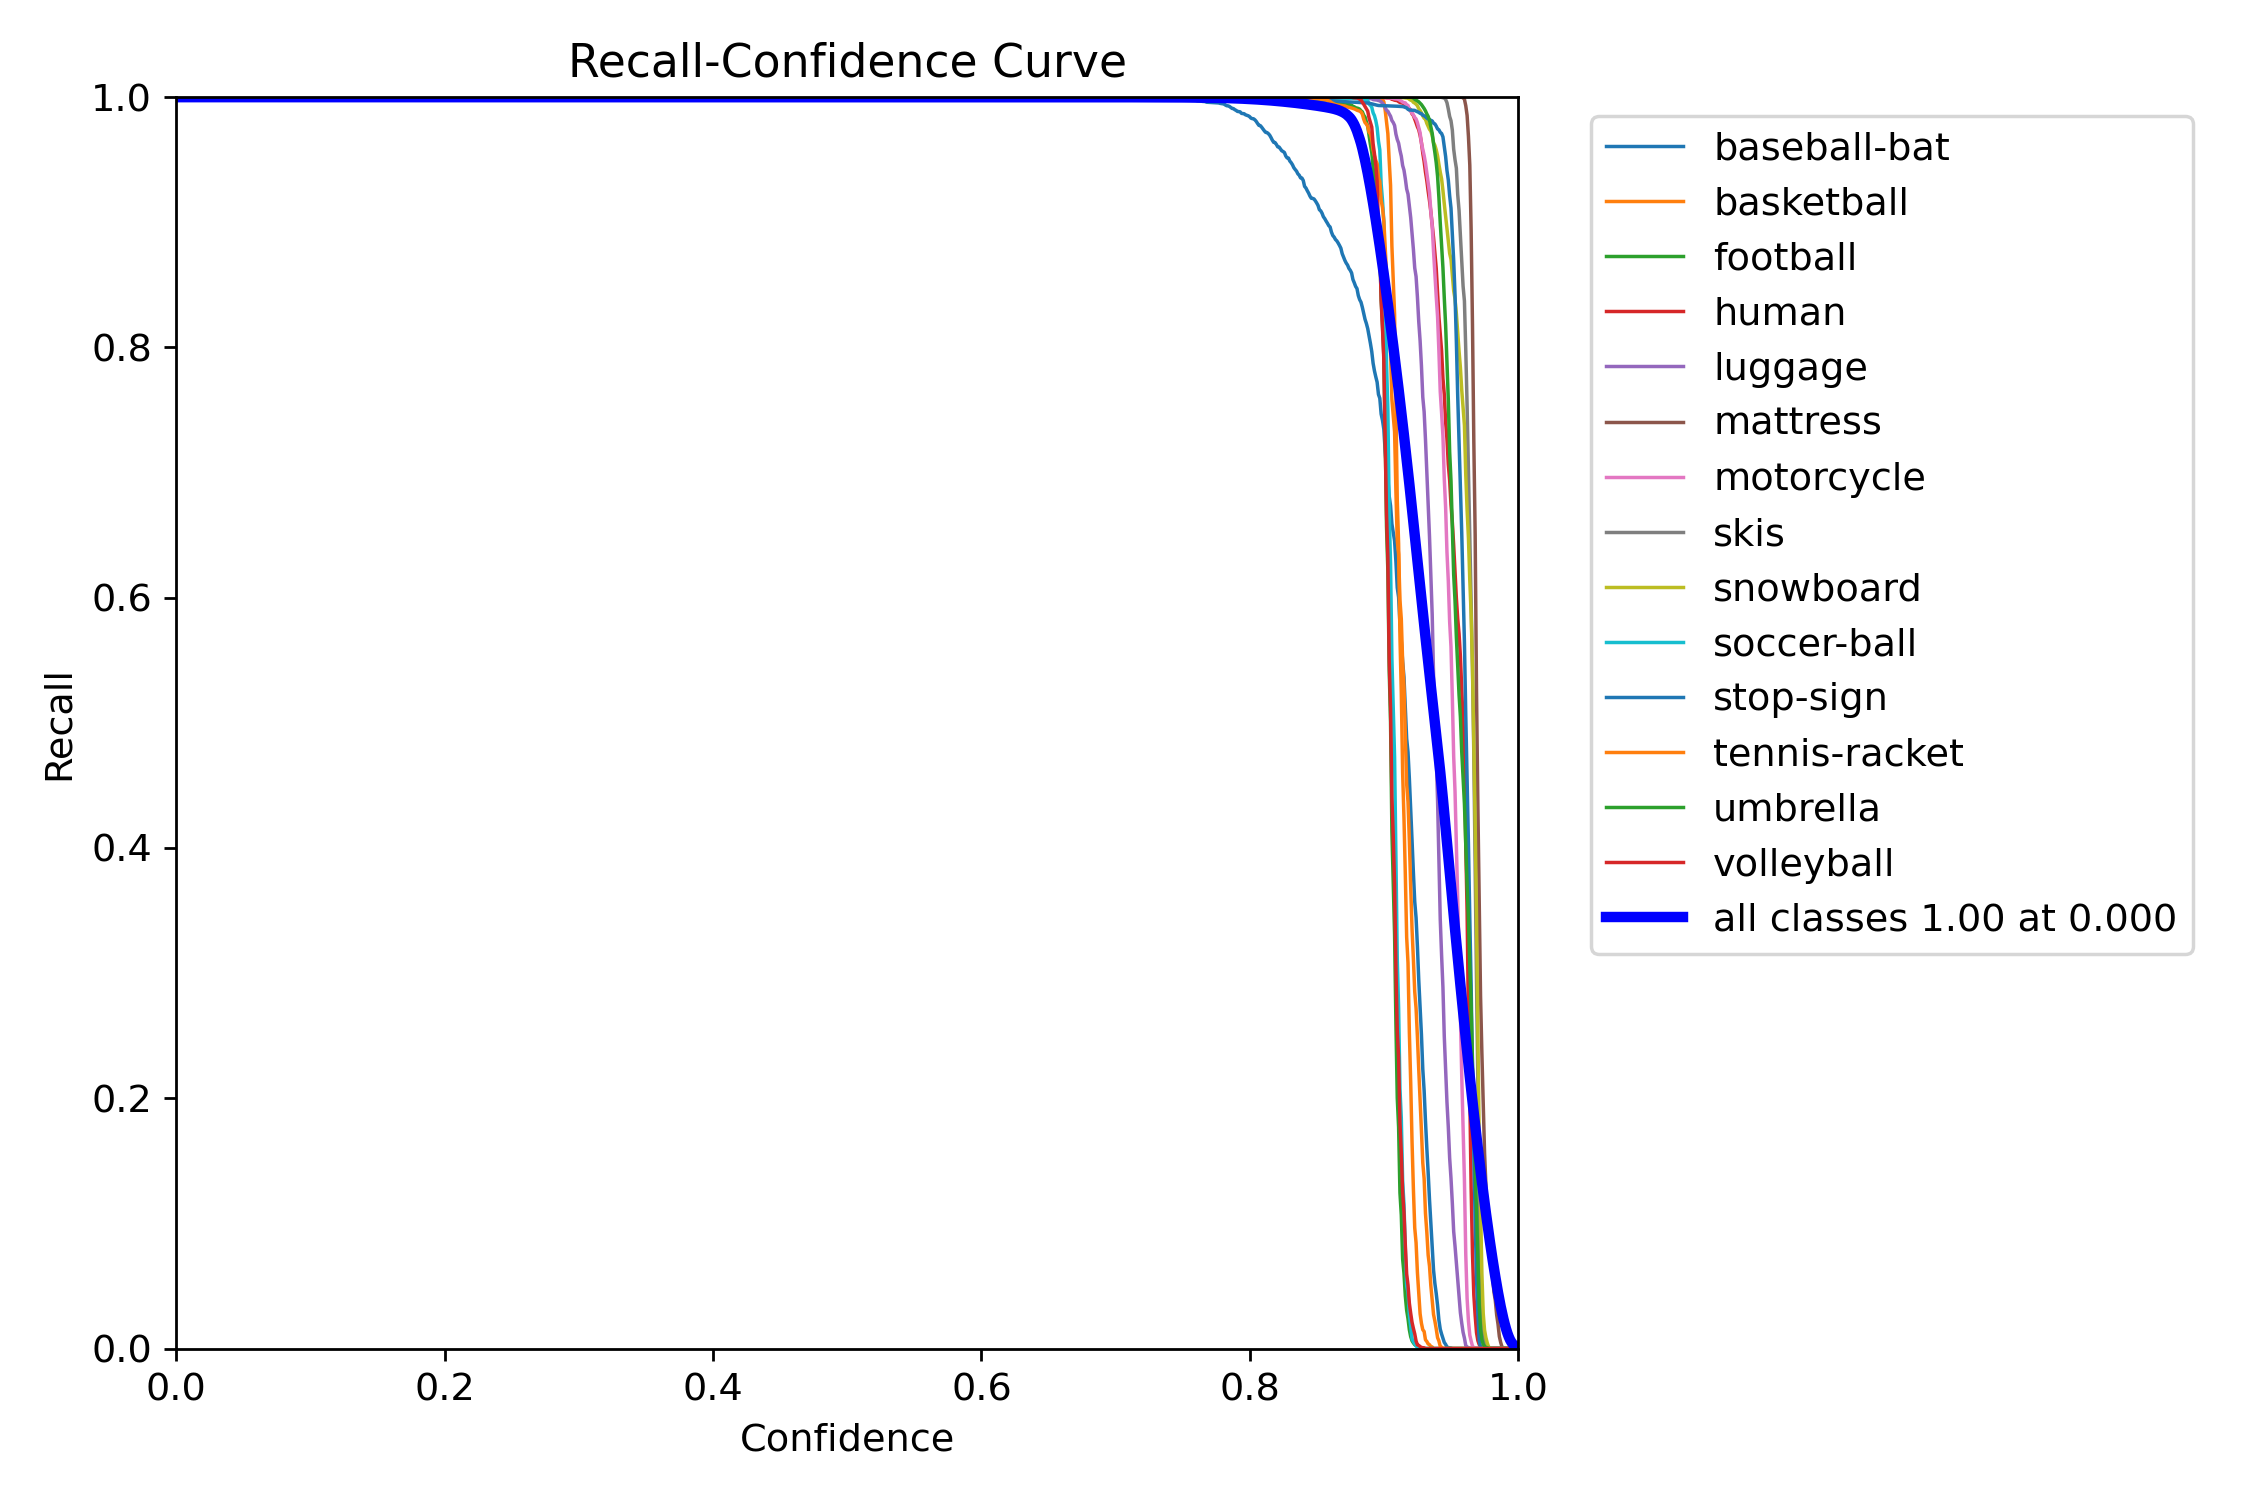 Recall-Confidence Curve
1.0
0.8
0.6
0.4
0.2
0.0
Recall
0.0 0.2 0.4 0.6 0.8 1.0
Confidence
baseball-bat
basketball
football
human
luggage
mattress
motorcycle
skis
snowboard
soccer-ball
stop-sign
tennis-racket
umbrella
volleyball
all classes 1.00 at 0.000